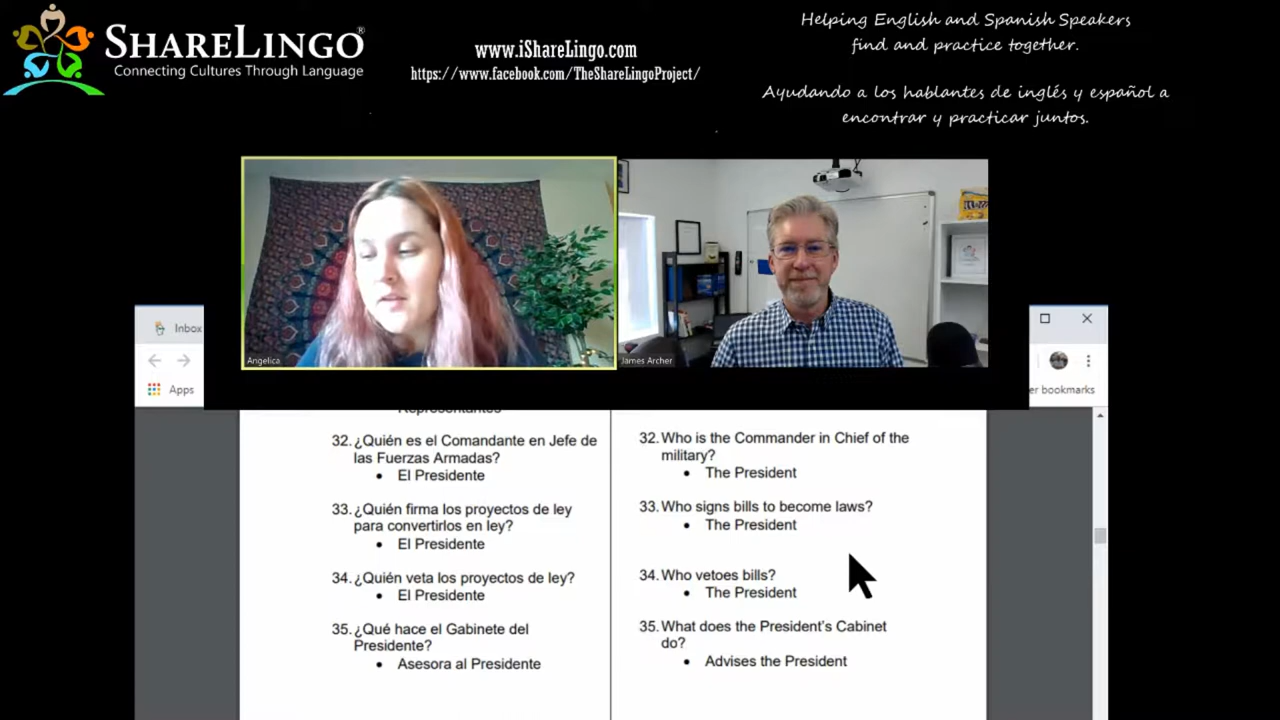 SHARELINGO®
Connecting Cultures Through Language
www.iShareLingo.com
https://www.facebook.com/TheShareLingoProject/
Helping English and Spanish Speakers
find and practice together.
Ayudando a los hablantes de inglés y español a
encontrar y practicar juntos.
Angelica
James Archer
Inbox
Apps
er bookmarks
Representantes
32. ¿Quién es el Comandante en Jefe de
las Fuerzas Armadas?
• El Presidente
33. ¿Quién firma los proyectos de ley
para convertirlos en ley?
• El Presidente
34. ¿Quién veta los proyectos de ley?
• El Presidente
35. ¿Qué hace el Gabinete del
Presidente?
• Asesora al Presidente
32. Who is the Commander in Chief of the
military?
• The President
33. Who signs bills to become laws?
• The President
34. Who vetoes bills?
• The President
35. What does the President's Cabinet
do?
• Advises the President